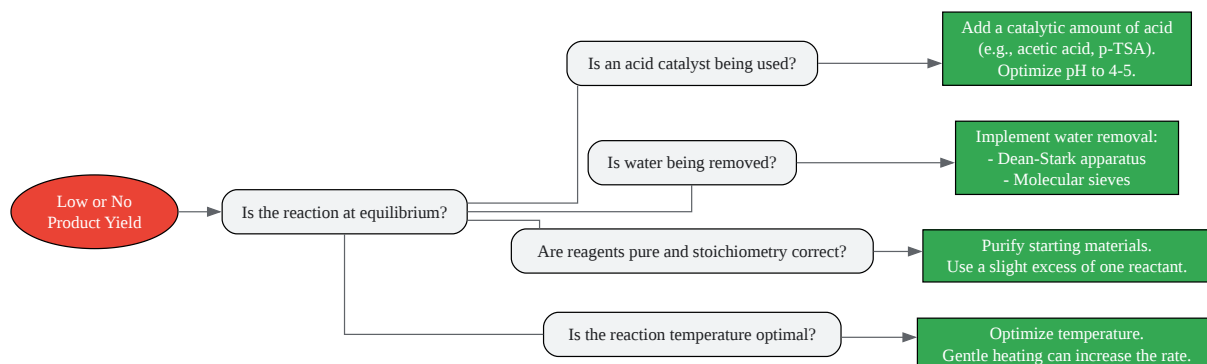 Low or No
Product Yield
Is the reaction at equilibrium?
Is an acid catalyst being used?
Add a catalytic amount of acid
(e.g., acetic acid, p-TSA).
Optimize pH to 4-5.
Is water being removed?
Implement water removal:
- Dean-Stark apparatus
- Molecular sieves
Are reagents pure and stoichiometry correct?
Purify starting materials.
Use a slight excess of one reactant.
Is the reaction temperature optimal?
Optimize temperature.
Gentle heating can increase the rate.